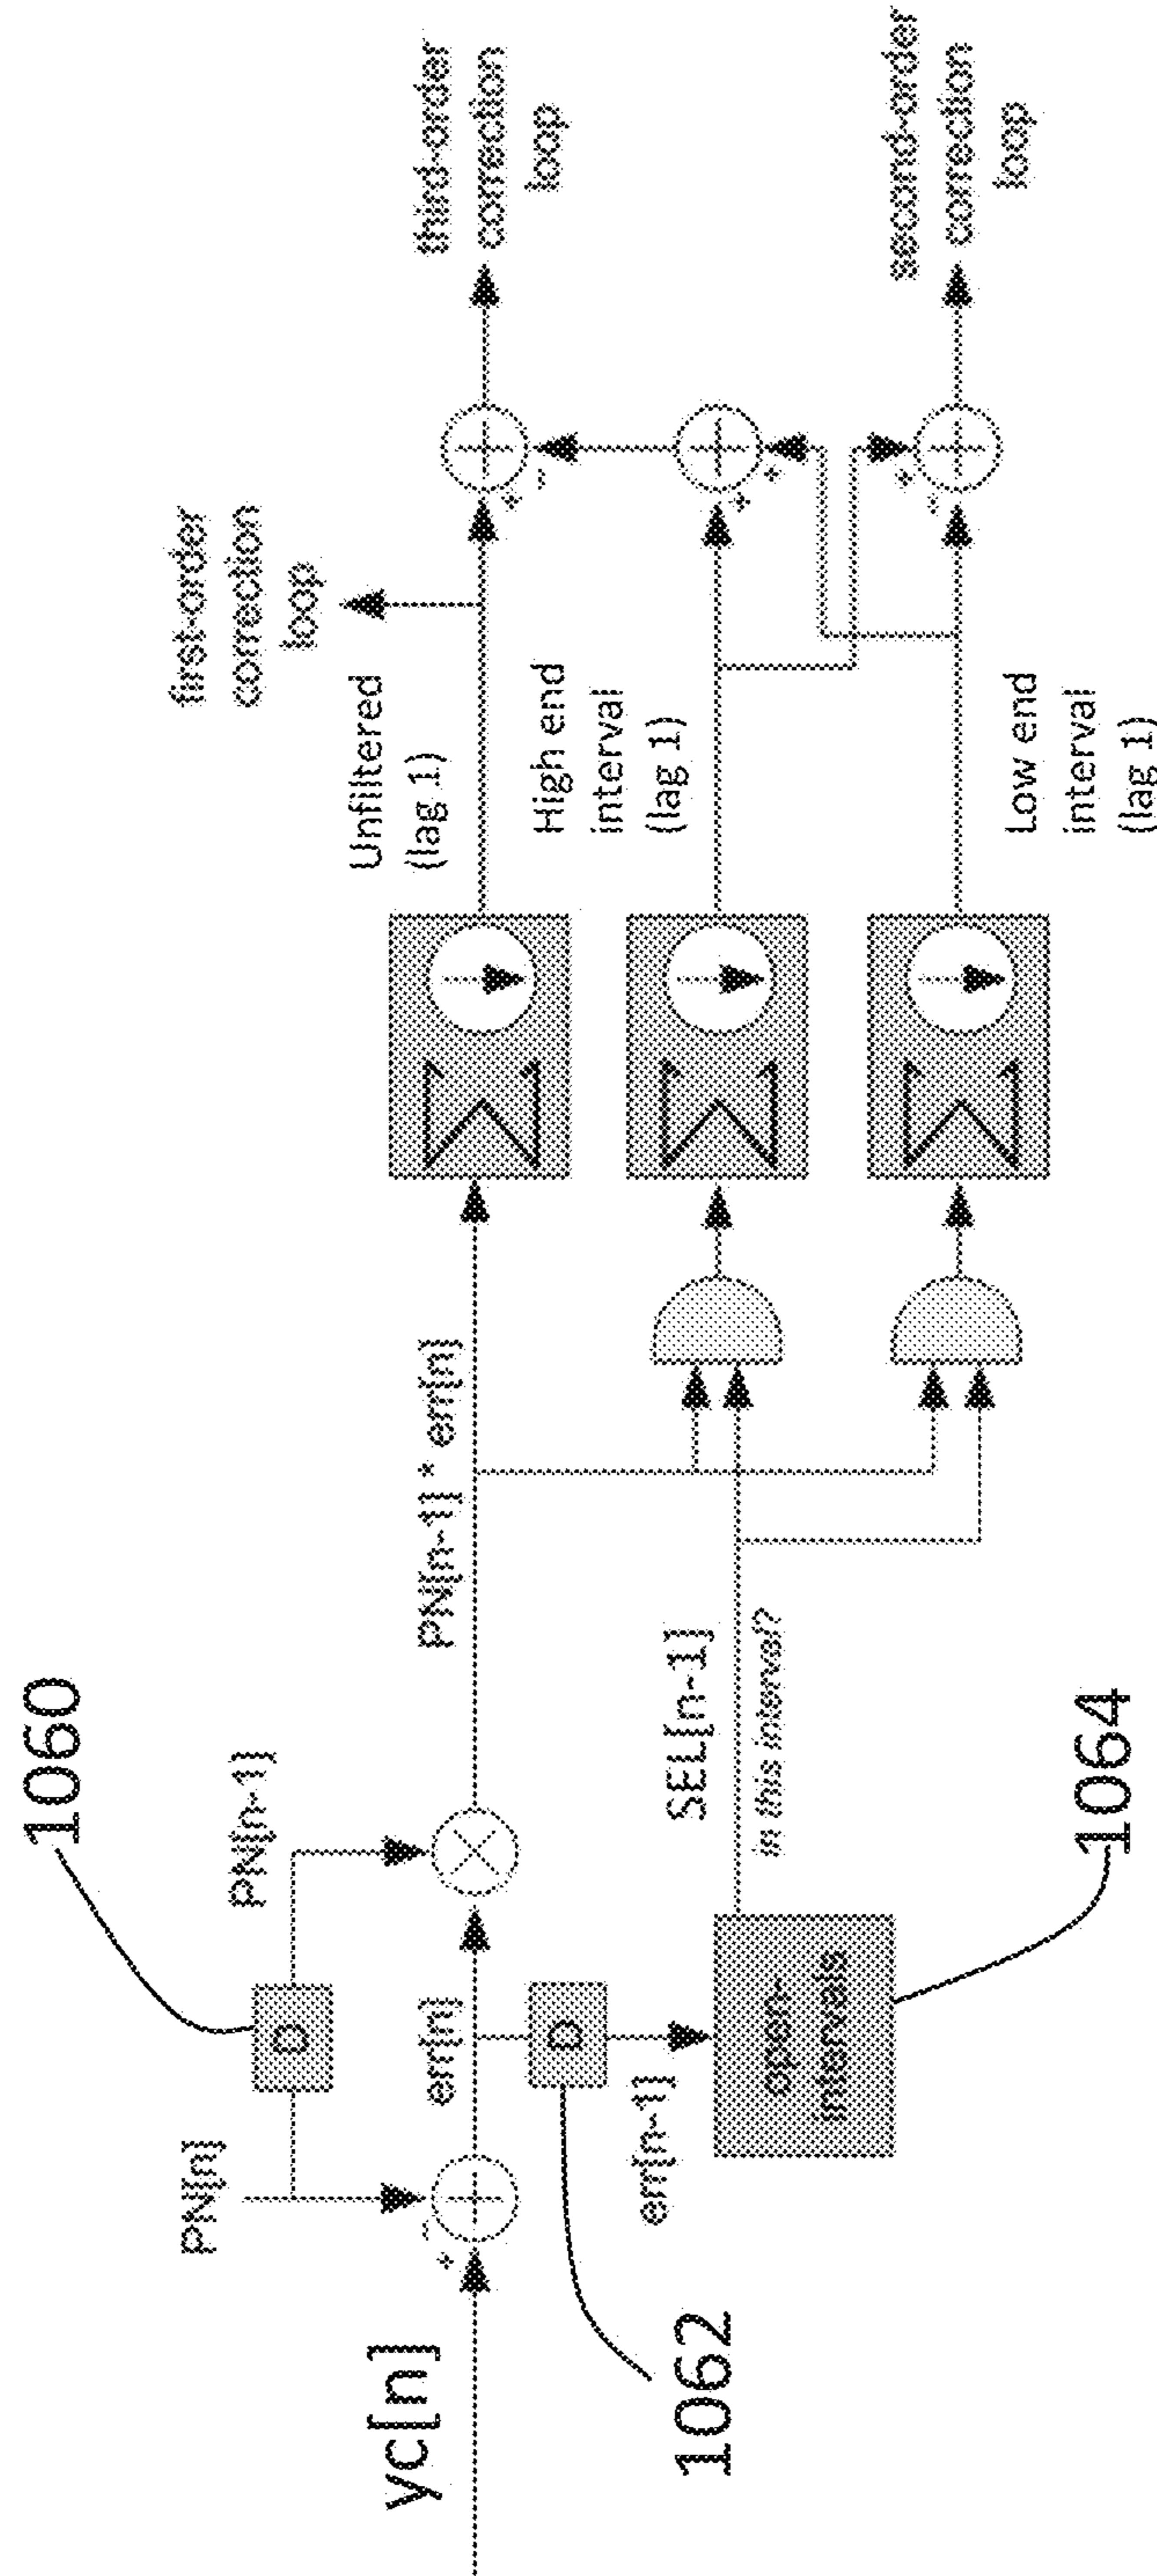 1060
PN[n]
D
PN[n-1]
first-order
correction
loop
third-order
correction
loop
yc[n]
+
-
err[n]
PN[n-1] * err[n]
Unfiltered
(lag 1)
+
-
1062
D
err[n-1]
open-
intervals
SEL[n-1]
in this interval?
High end
interval
(lag 1)
+
+
second-order
correction
loop
1064
Low end
interval
(lag 1)
+
-